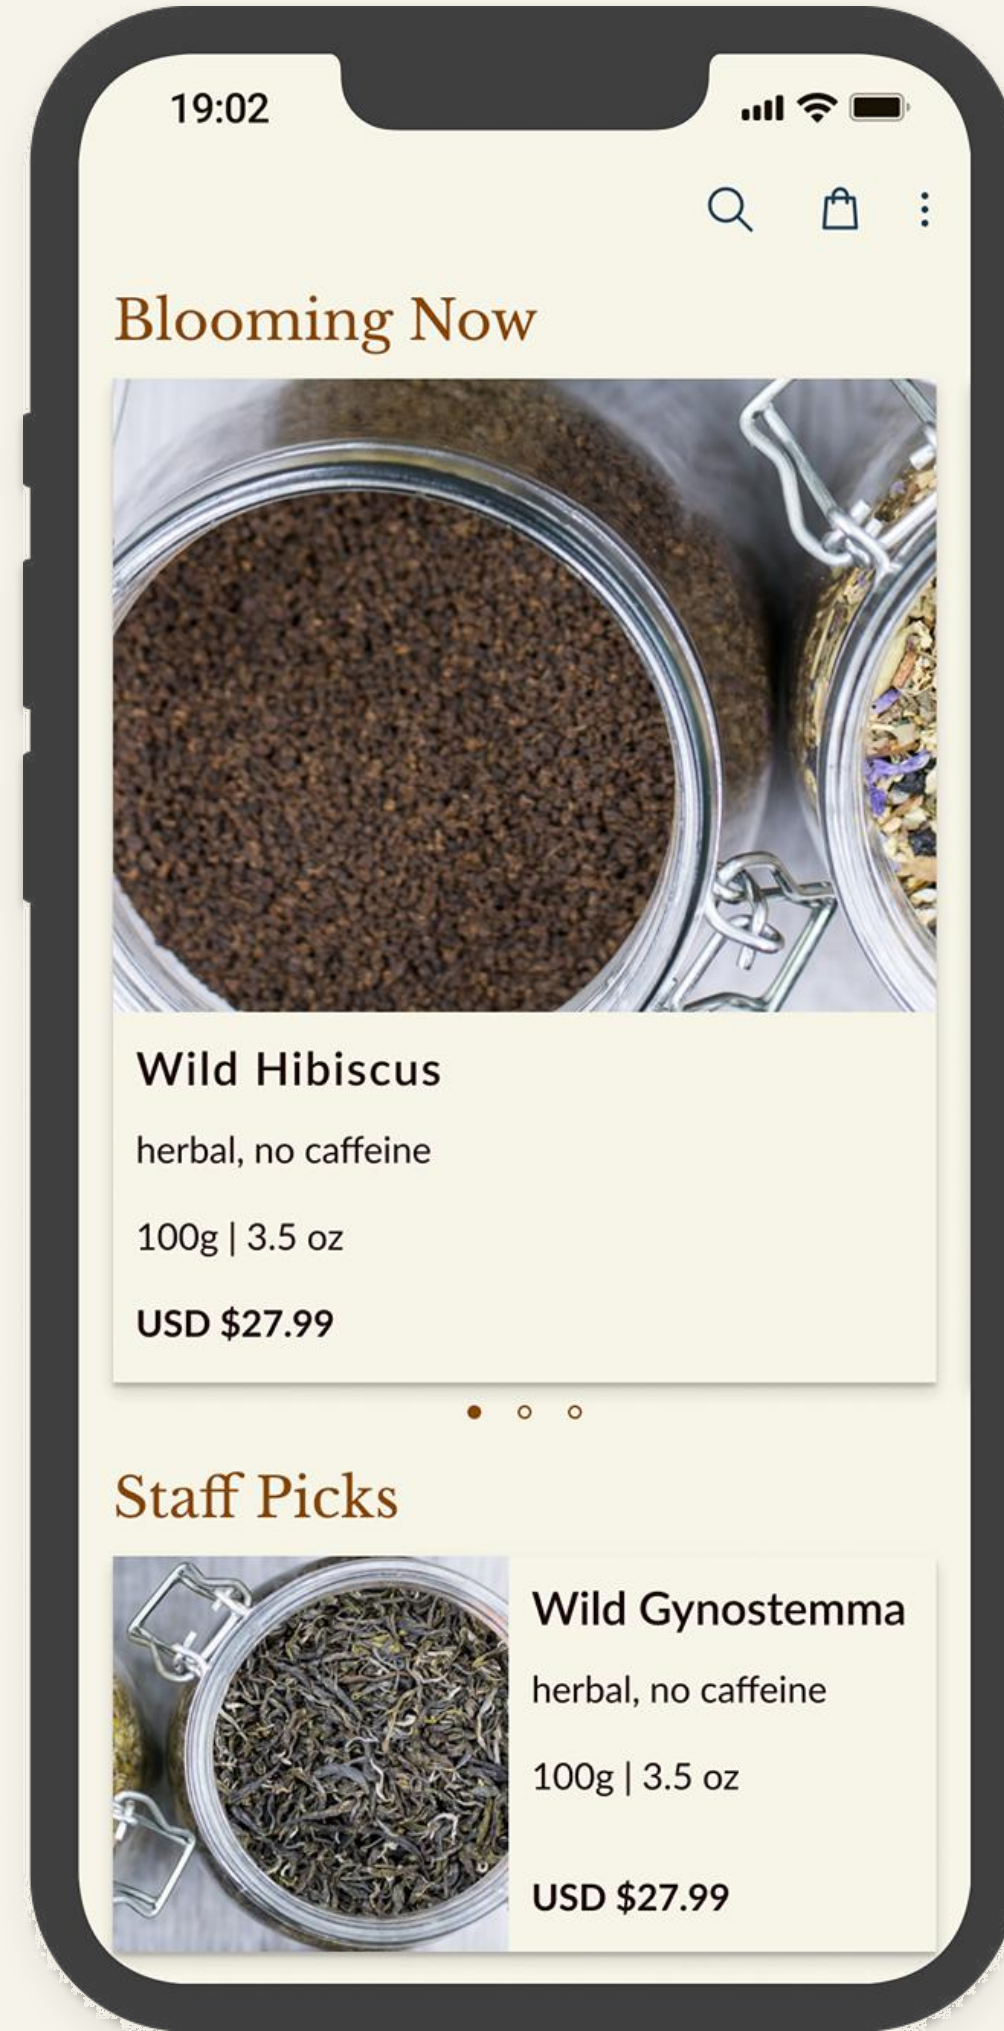 19:02
Blooming Now
Wild Hibiscus
herbal, no caffeine
100g | 3.5 oz
USD $27.99
Staff Picks
Wild Gynostemma
herbal, no caffeine
100g | 3.5 oz
USD $27.99